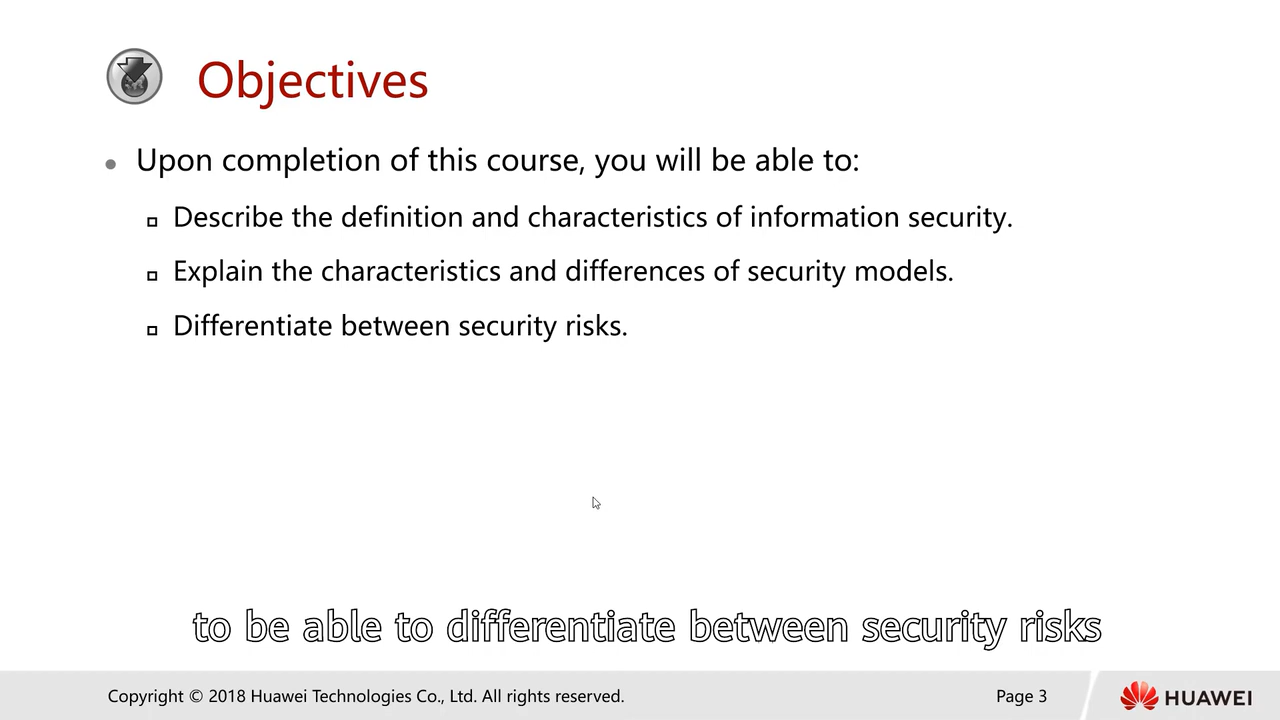 Objectives
Upon completion of this course, you will be able to:
Describe the definition and characteristics of information security.
Explain the characteristics and differences of security models.
Differentiate between security risks.
to be able to differentiate between security risks
Copyright © 2018 Huawei Technologies Co., Ltd. All rights reserved.
Page 3
HUAWEI